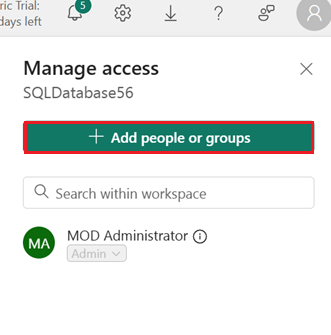 ric Trial:
days left
5
Manage access
SQLDatabase56
Add people or groups
Search within workspace
MA
MOD Administrator
Admin